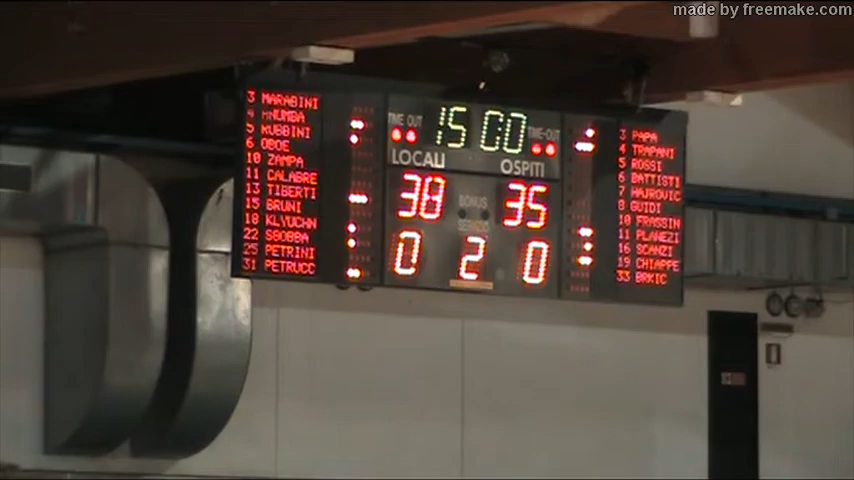 made by freemake.com
3 MARABINI
4 MNUMBA
5 RUBBINI
6 OBOE
10 ZAMPA
11 CALABRE
13 TIBERTI
15 BRUNI
18 KLYUCHN
22 SGOBBA
25 PETRINI
31 PETRUCC
TIME OUT 15 00 TIME-OUT
LOCALI OSPITI
38 BONUS 35
0 2 0
3 PAPA
4 TRAPANI
5 ROSSI
6 BATTISTI
7 HAJROVIC
8 GUIDI
10 FRASSIN
11 PLANEZI
16 SCANZI
19 CHIAPPE
33 BRKIC